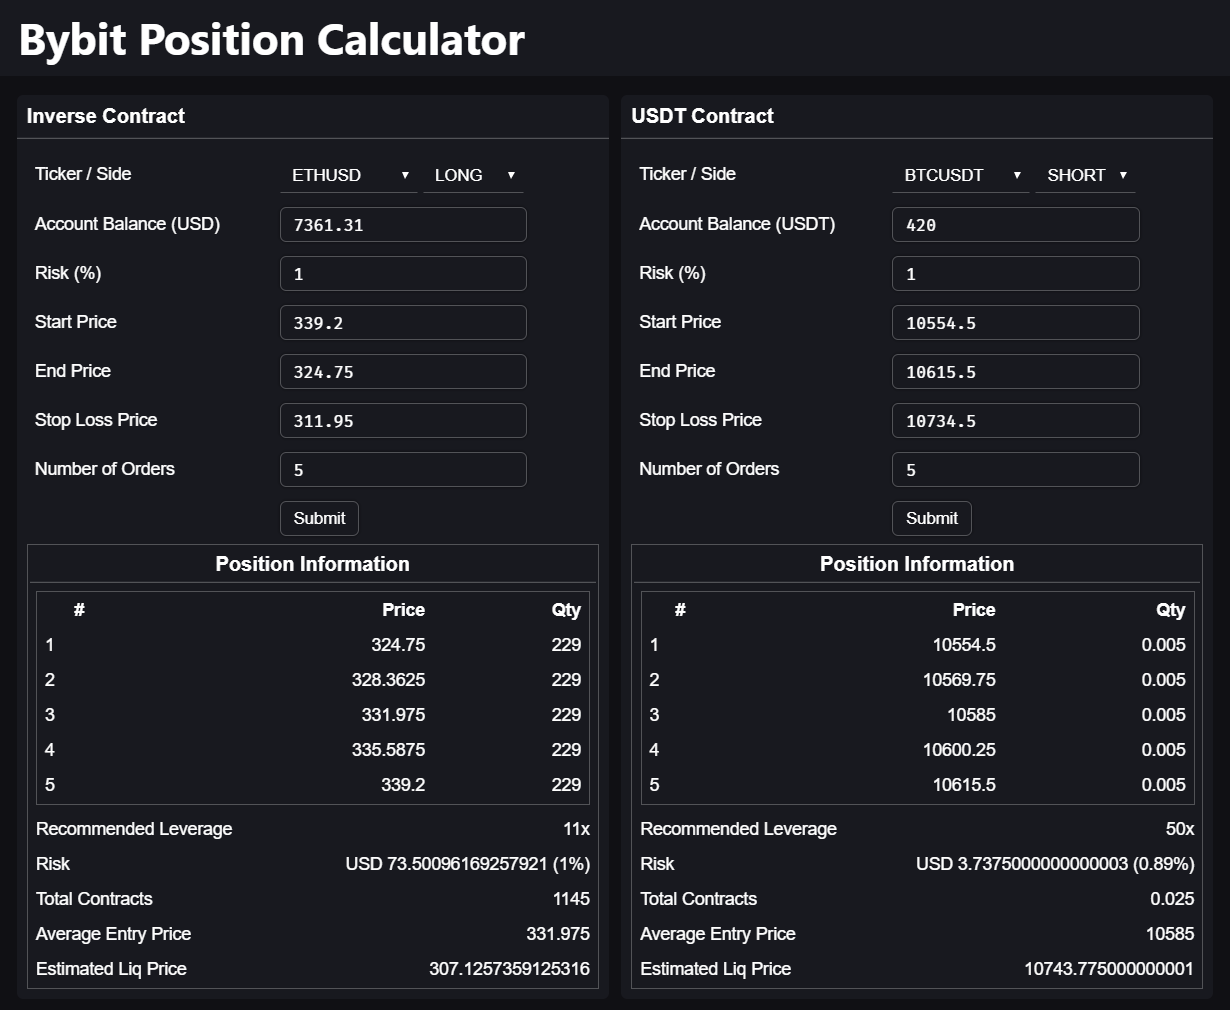 Bybit Position Calculator
Inverse Contract
Ticker / Side ETHUSD LONG
Account Balance (USD) 7361.31
Risk (%) 1
Start Price 339.2
End Price 324.75
Stop Loss Price 311.95
Number of Orders 5
Submit
Position Information
# Price Qty
1 324.75 229
2 328.3625 229
3 331.975 229
4 335.5875 229
5 339.2 229
Recommended Leverage 11x
Risk USD 73.50096169257921 (1%)
Total Contracts 1145
Average Entry Price 331.975
Estimated Liq Price 307.1257359125316
USDT Contract
Ticker / Side BTCUSDT SHORT
Account Balance (USDT) 420
Risk (%) 1
Start Price 10554.5
End Price 10615.5
Stop Loss Price 10734.5
Number of Orders 5
Submit
Position Information
# Price Qty
1 10554.5 0.005
2 10569.75 0.005
3 10585 0.005
4 10600.25 0.005
5 10615.5 0.005
Recommended Leverage 50x
Risk USD 3.7375000000000003 (0.89%)
Total Contracts 0.025
Average Entry Price 10585
Estimated Liq Price 10743.775000000001